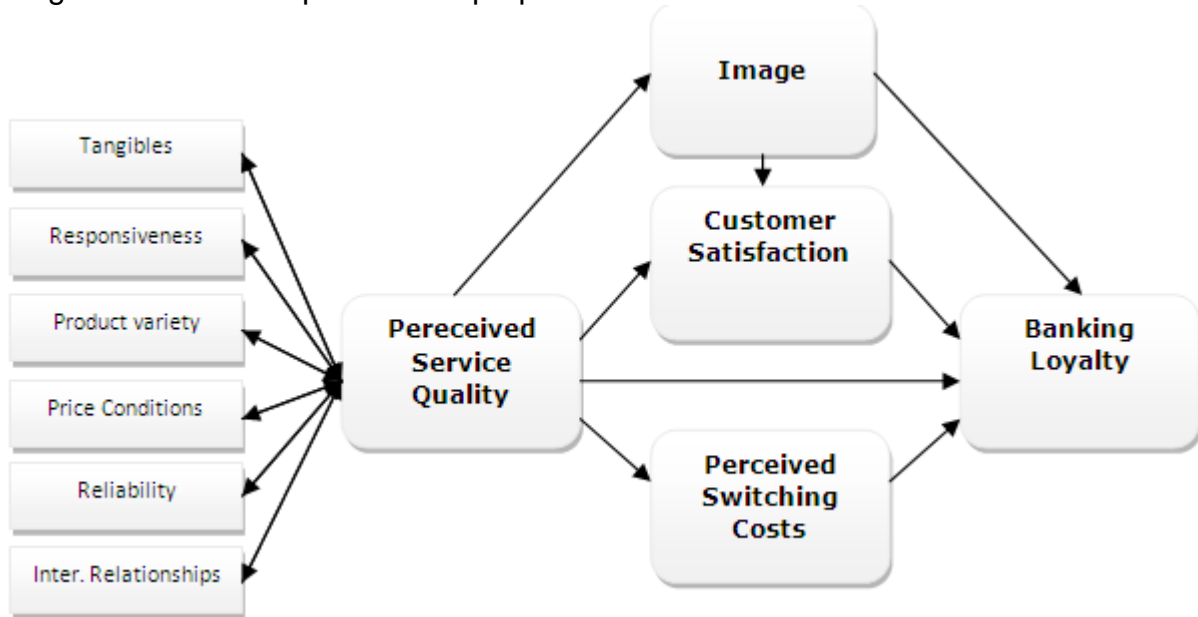 Image
Tangibles
Responsiveness
Product variety
Price Conditions
Reliability
Inter. Relationships
Customer
Satisfaction
Pereceived
Service
Quality
Banking
Loyalty
Perceived
Switching
Costs